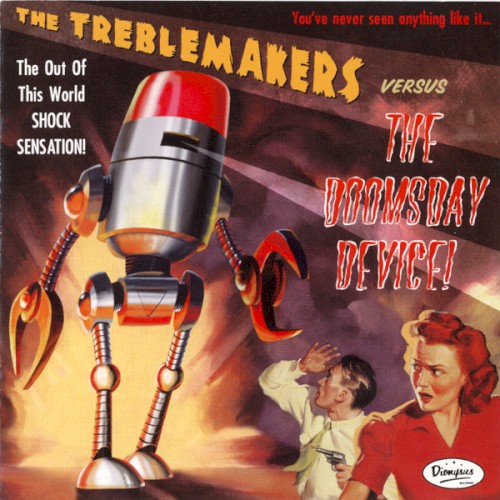 THE TREBLEMAKERS
You've never seen anything like it...
VERSUS
THE
DOOMSDAY
DEVICE!
The Out Of
This World
SHOCK
SENSATION!
Dionysus